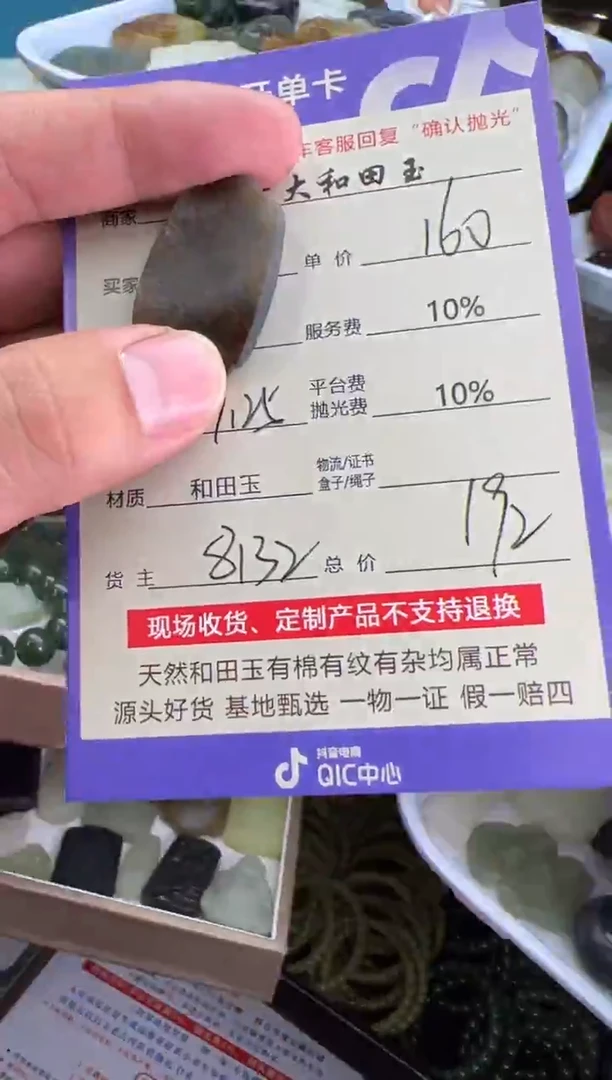 开单卡
车客服回复“确认抛光”
商家 大和田玉
买家 单价 160
服务费 10%
1.25 平台费 抛光费 10%
材质 和田玉 物流/证书 盒子/绳子
货主 8132 总价 192
现场收货、定制产品不支持退换
天然和田玉有棉有纹有杂均属正常
源头好货 基地甄选 一物一证 假一赔四
抖音电商
QIC中心